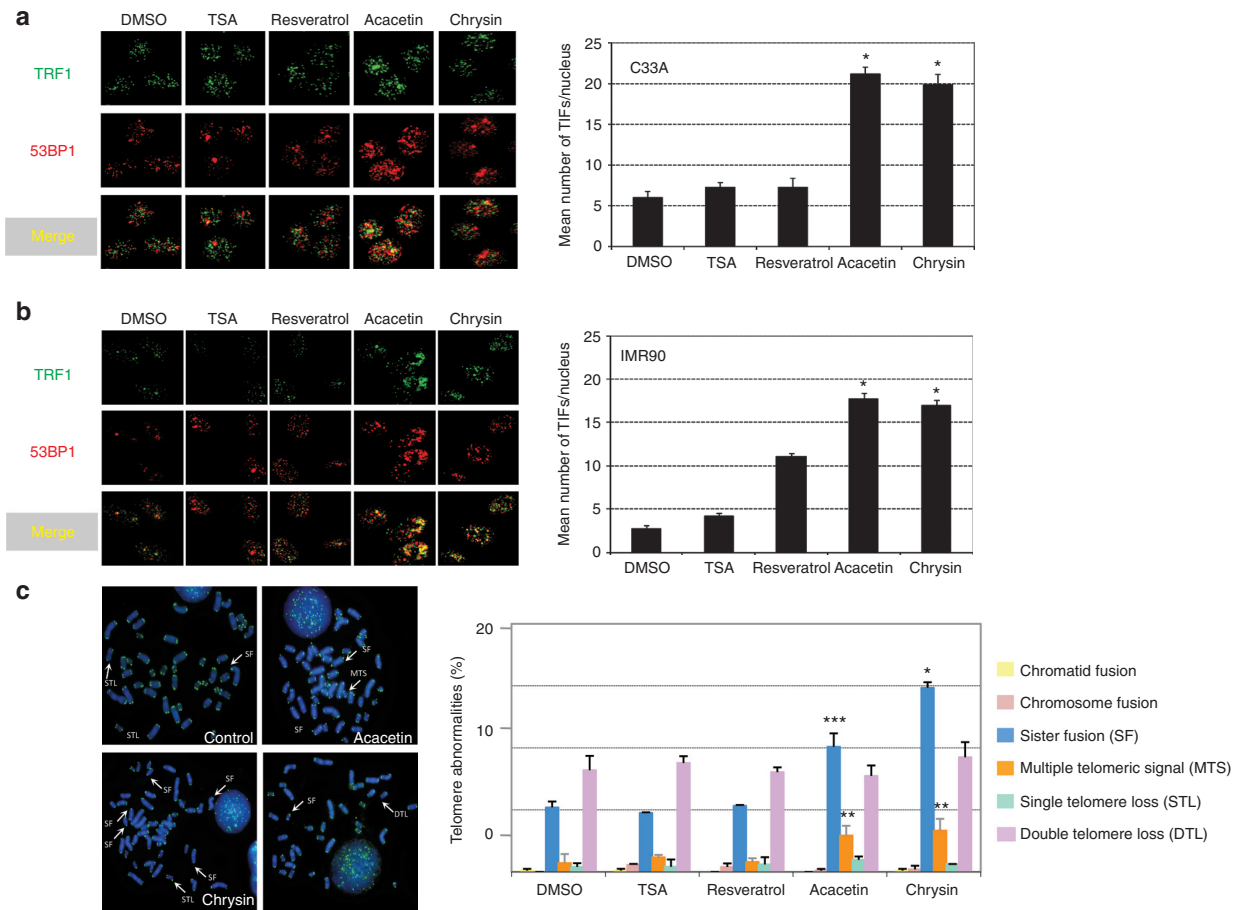 a
DMSO TSA Resveratrol Acacetin Chrysin
TRF1
53BP1
Merge
Mean number of TIFs/nucleus
25
20
15
10
5
0
C33A
* *
DMSO TSA Resveratrol Acacetin Chrysin
b
DMSO TSA Resveratrol Acacetin Chrysin
TRF1
53BP1
Merge
Mean number of TIFs/nucleus
25
20
15
10
5
0
IMR90
* *
DMSO TSA Resveratrol Acacetin Chrysin
c
STL
SF
STL
Control
SF
MTS
SF
Acacetin
SF
SF
SF
SF
SF
STL
Chrysin
DTL
Telomere abnormalities (%)
20
10
0
***
**
*
**
DMSO TSA Resveratrol Acacetin Chrysin
Chromatid fusion
Chromosome fusion
Sister fusion (SF)
Multiple telomeric signal (MTS)
Single telomere loss (STL)
Double telomere loss (DTL)